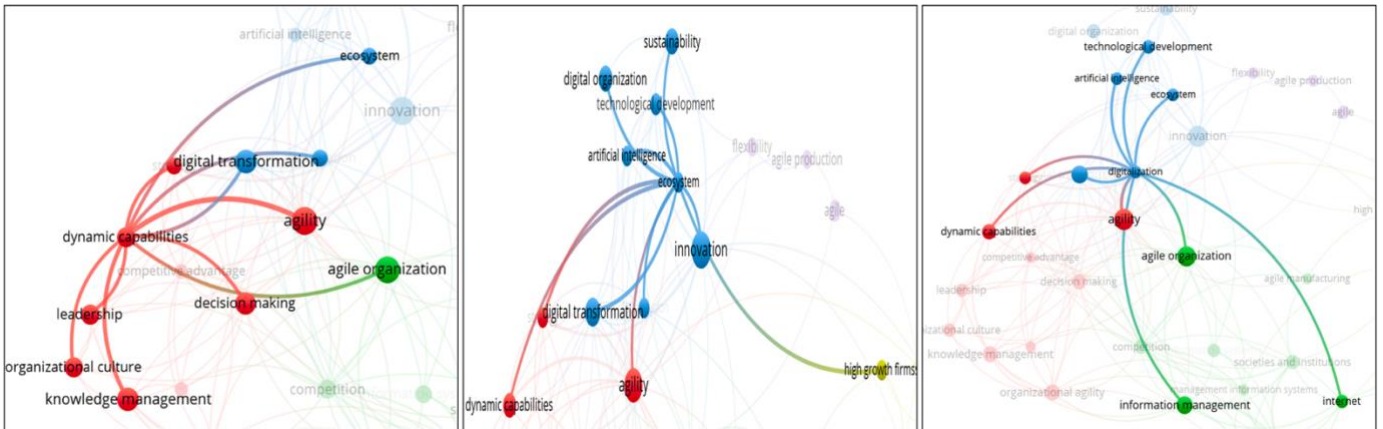 artificial intelligence
ecosystem
innovation
digital transformation
agility
dynamic capabilities
competitive advantage
agile organization
decision making
leadership
organizational culture
competition
knowledge management
sustainability
digital organization
technological development
flexibility
artificial intelligence
agile production
ecosystem
agile
innovation
digital transformation
high growth firms
agility
dynamic capabilities
sustainability
digital organization
technological development
flexibility
artificial intelligence
agile production
ecosystem
agile
innovation
digitalization
high
agility
dynamic capabilities
competitive advantage
agile organization
decision making
agile manufacturing
leadership
izational culture
competition
knowledge management
societies and institutions
organizational agility
management information systems
information management
internet